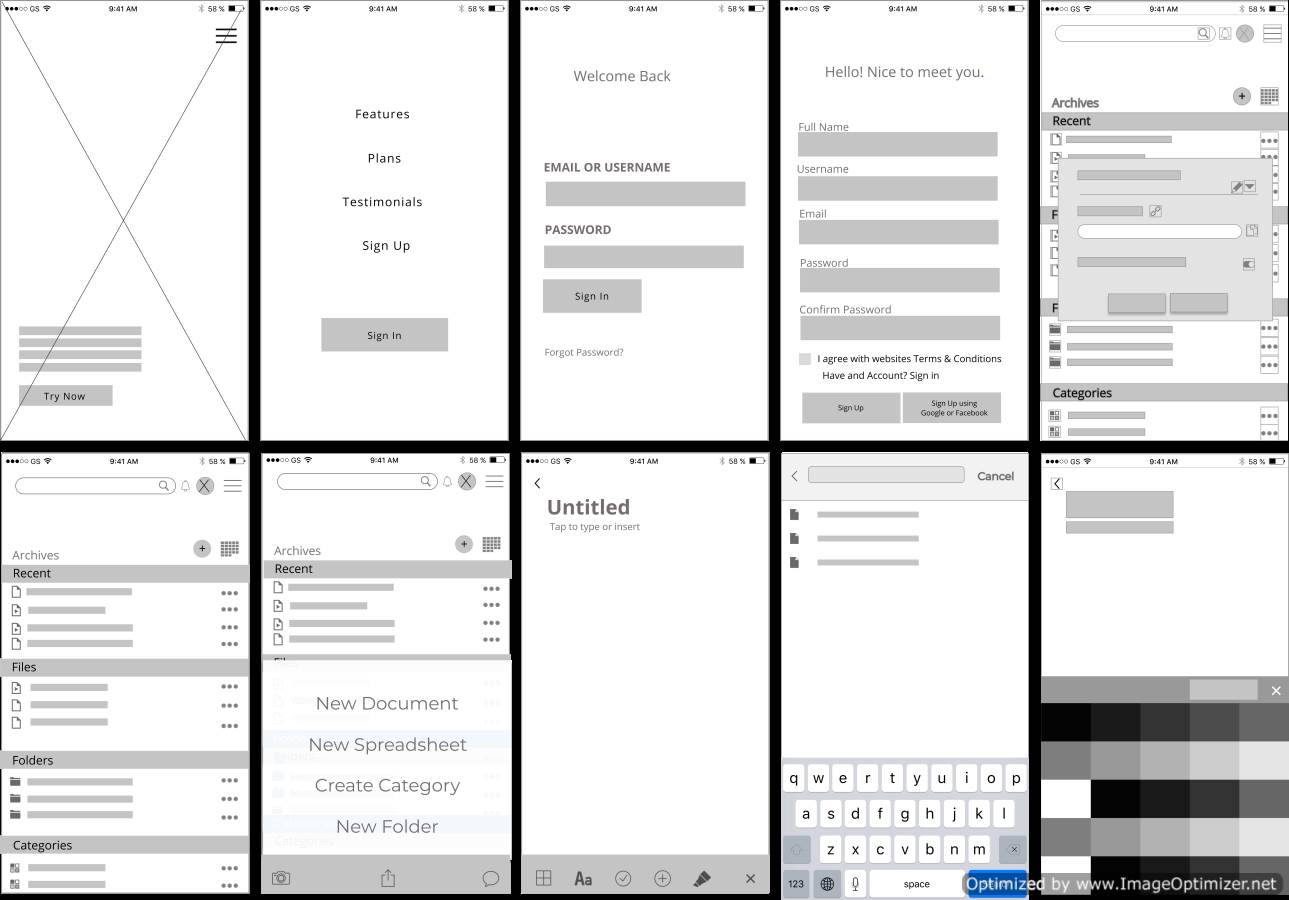 GS 9:41 AM 58 %
Try Now
GS 9:41 AM 58 %
Features
Plans
Testimonials
Sign Up
Sign In
GS 9:41 AM 58 %
Welcome Back
EMAIL OR USERNAME
PASSWORD
Sign In
Forgot Password?
GS 9:41 AM 58 %
Hello! Nice to meet you.
Full Name
Username
Email
Password
Confirm Password
I agree with websites Terms & Conditions
Have and Account? Sign in
Sign Up
Sign Up using
Google or Facebook
GS 9:41 AM 58 %
Archives
Recent
F
F
Categories
GS 9:41 AM 58 %
Archives
Recent
Files
Folders
Categories
GS 9:41 AM 58 %
Archives
Recent
Files
New Document
New Spreadsheet
Create Category
New Folder
Categories
GS 9:41 AM 58 %
Untitled
Tap to type or insert
Aa
Cancel
q w e r t y u i o p
a s d f g h j k l
z x c v b n m
123 space
GS 9:41 AM 58 %
Optimized by www.ImageOptimizer.net